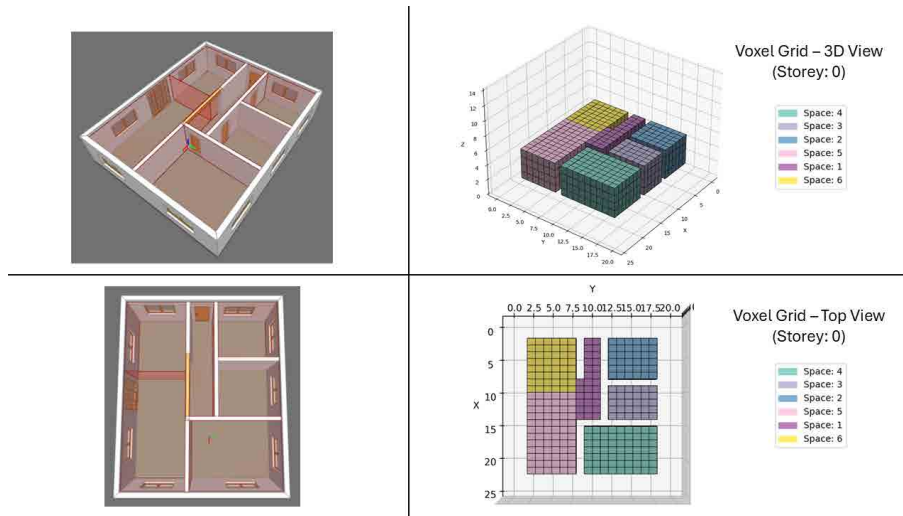 Voxel Grid – 3D View
(Storey: 0)
Space: 4
Space: 3
Space: 2
Space: 5
Space: 1
Space: 6
14
12
10
8
6
4
2
0
Z
0.0
2.5
5.0
7.5
10.0
12.5
15.0
17.5
20.0
Y
0
5
10
15
20
25
X
Voxel Grid – Top View
(Storey: 0)
Y
0.0 2.5 5.0 7.5 10.0 12.5 15.0 17.5 20.0
0
5
10
X
15
20
25
Space: 4
Space: 3
Space: 2
Space: 5
Space: 1
Space: 6